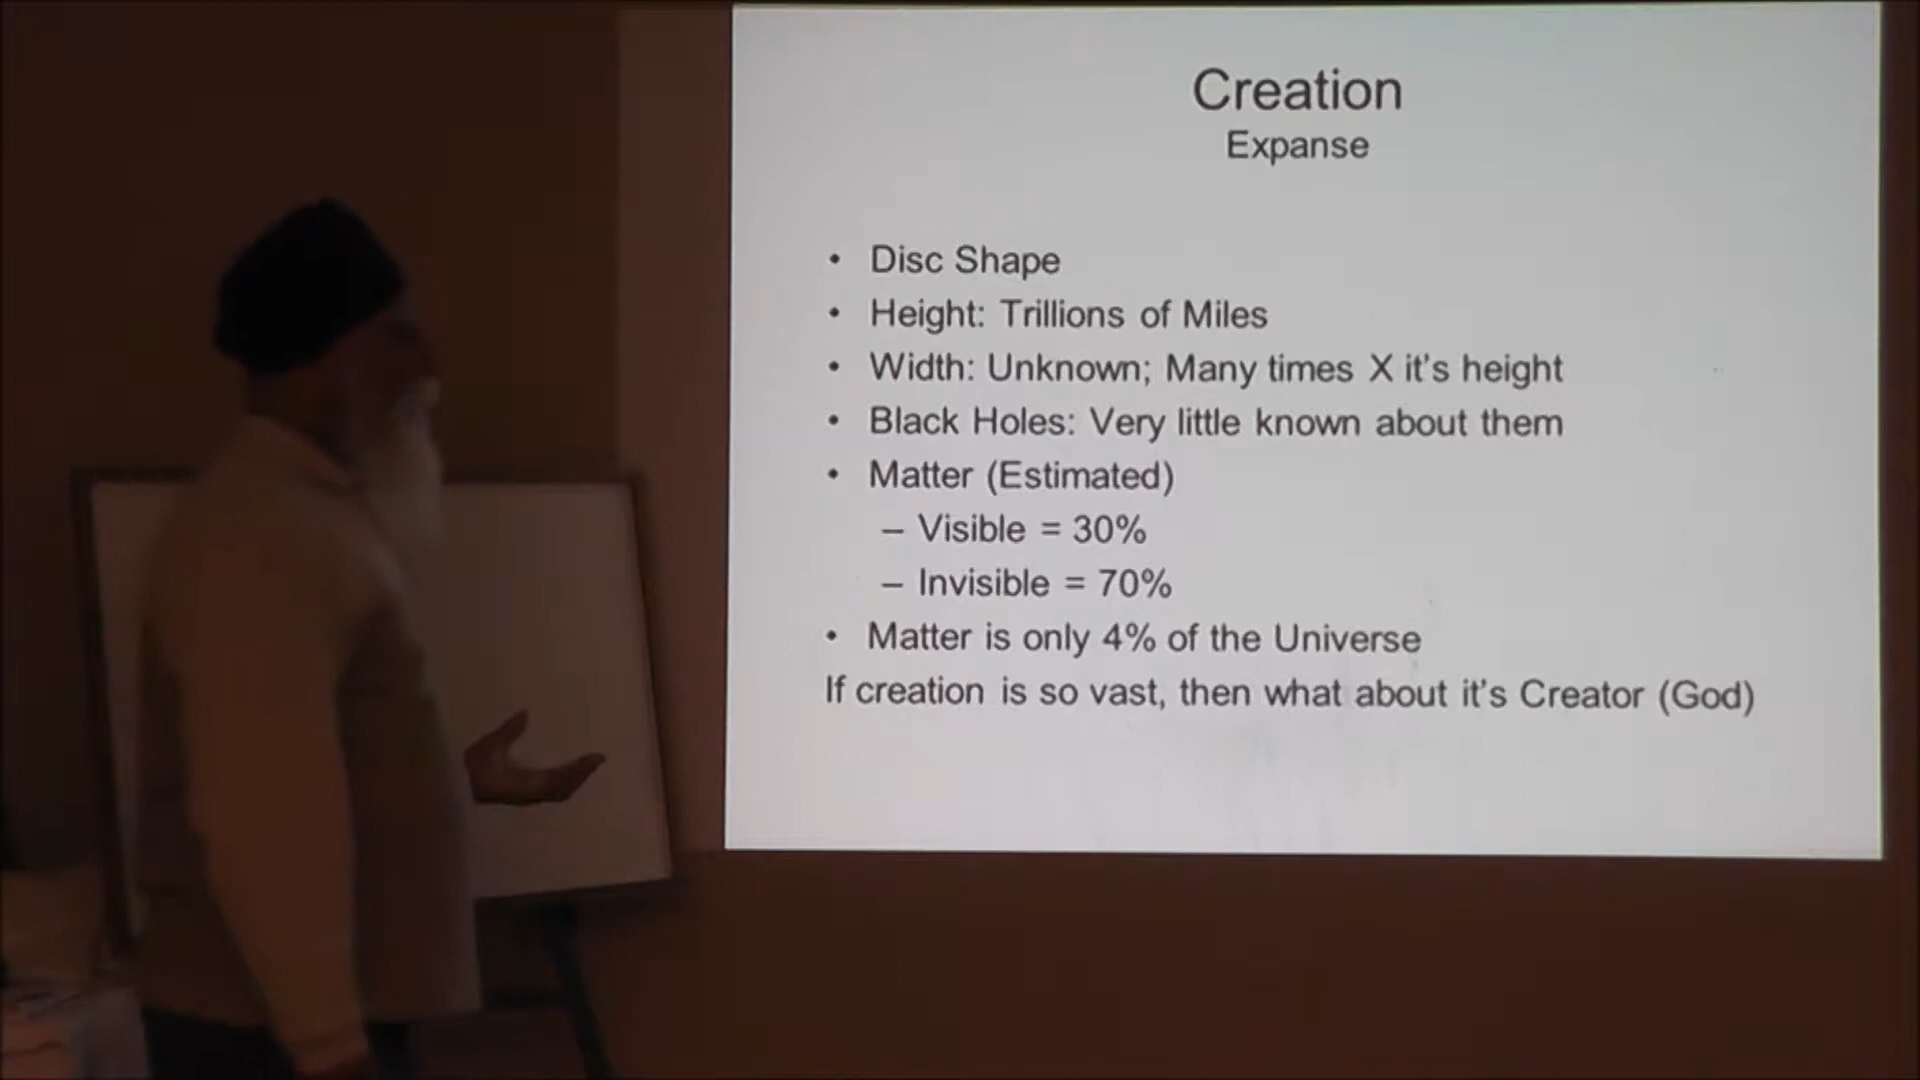 Creation
Expanse
• Disc Shape
• Height: Trillions of Miles
• Width: Unknown; Many times X it's height
• Black Holes: Very little known about them
• Matter (Estimated)
– Visible = 30%
– Invisible = 70%
• Matter is only 4% of the Universe
If creation is so vast, then what about it's Creator (God)